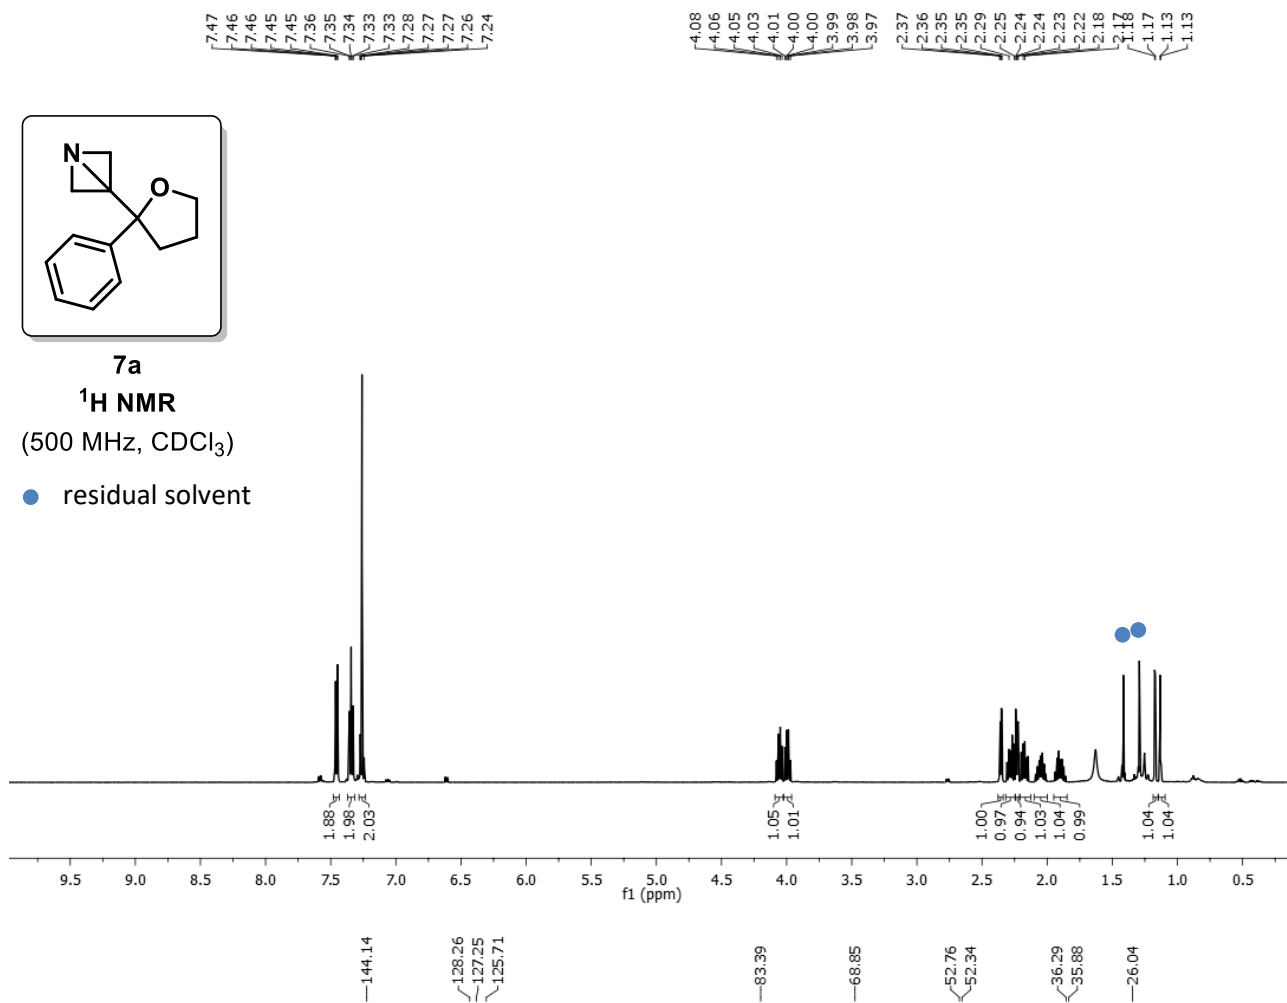 7.47 7.46 7.46 7.45 7.45 7.36 7.35 7.34 7.33 7.33 7.28 7.27 7.27 7.26 7.24 4.08 4.06 4.05 4.03 4.01 4.00 4.00 3.99 3.98 3.97 2.37 2.36 2.35 2.35 2.29 2.25 2.24 2.24 2.23 2.22 2.18 2.17 1.18 1.17 1.13 1.13
N
O
7a
¹H NMR
(500 MHz, CDCl₃)
residual solvent
1.88 1.98 2.03 1.05 1.01 1.00 0.97 0.94 1.03 1.04 0.99 1.04 1.04
9.5 9.0 8.5 8.0 7.5 7.0 6.5 6.0 5.5 5.0 4.5 4.0 3.5 3.0 2.5 2.0 1.5 1.0 0.5
f1 (ppm)
144.14 128.26 127.25 125.71 83.39 68.85 52.76 52.34 36.29 35.88 26.04